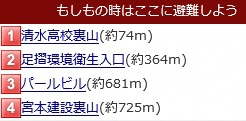 もしもの時はここに避難しよう
1 清水高校裏山(約74m)
2 足摺環境衛生入口(約364m)
3 パールビル(約681m)
4 宮本建設裏山(約725m)